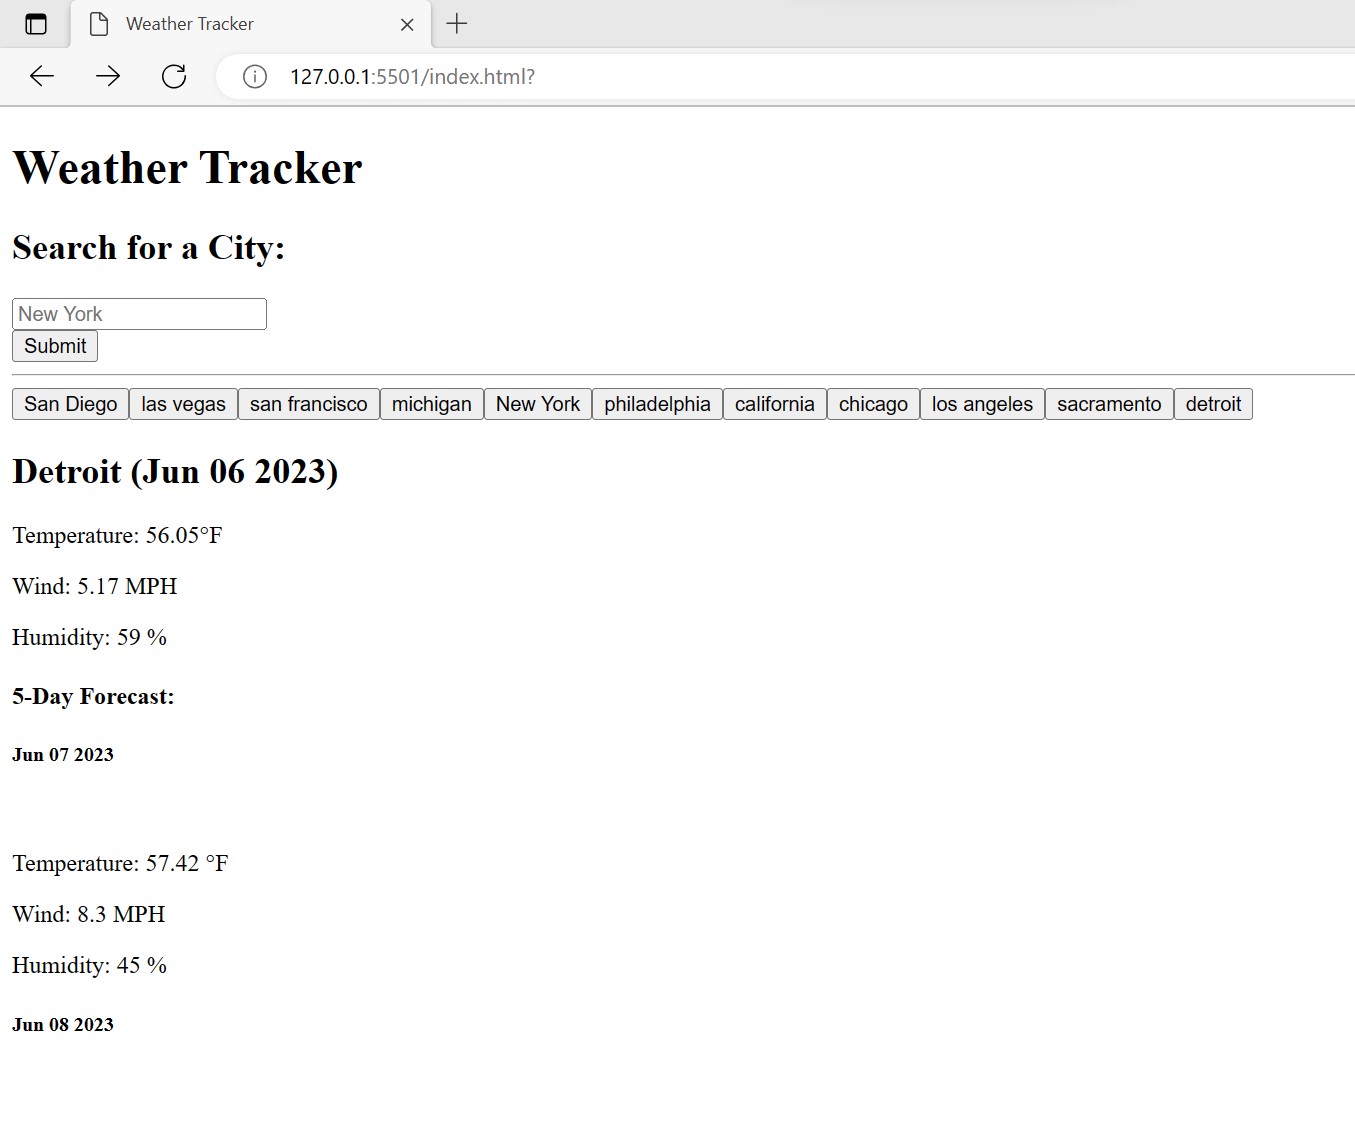 Weather Tracker
127.0.0.1:5501/index.html?
Weather Tracker
Search for a City:
New York
Submit
San Diego las vegas san francisco michigan New York philadelphia california chicago los angeles sacramento detroit
Detroit (Jun 06 2023)
Temperature: 56.05°F
Wind: 5.17 MPH
Humidity: 59 %
5-Day Forecast:
Jun 07 2023
Temperature: 57.42 °F
Wind: 8.3 MPH
Humidity: 45 %
Jun 08 2023